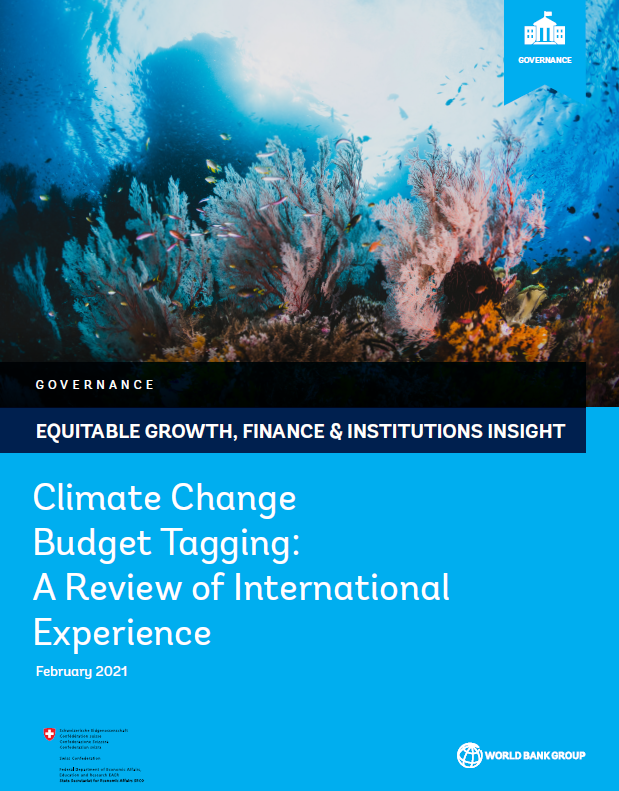 GOVERNANCE
GOVERNANCE
EQUITABLE GROWTH, FINANCE & INSTITUTIONS INSIGHT
Climate Change
Budget Tagging:
A Review of International
Experience
February 2021
Schweizerische Eidgenossenschaft
Confédération suisse
Confederazione Svizzera
Confederaziun svizra
Swiss Confederation
Federal Department of Economic Affairs,
Education and Research EAER
State Secretariat for Economic Affairs SECO
WORLD BANK GROUP